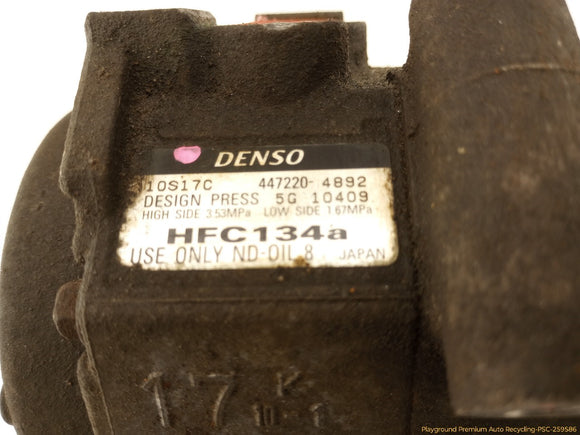 DENSO
10S17C 447220-4892
DESIGN PRESS 5G 10409
HIGH SIDE 3.53MPa LOW SIDE 1.67MPa
HFC134a
USE ONLY ND-OIL 8 JAPAN
17 K
Playground Premium Auto Recycling-PSC-259586